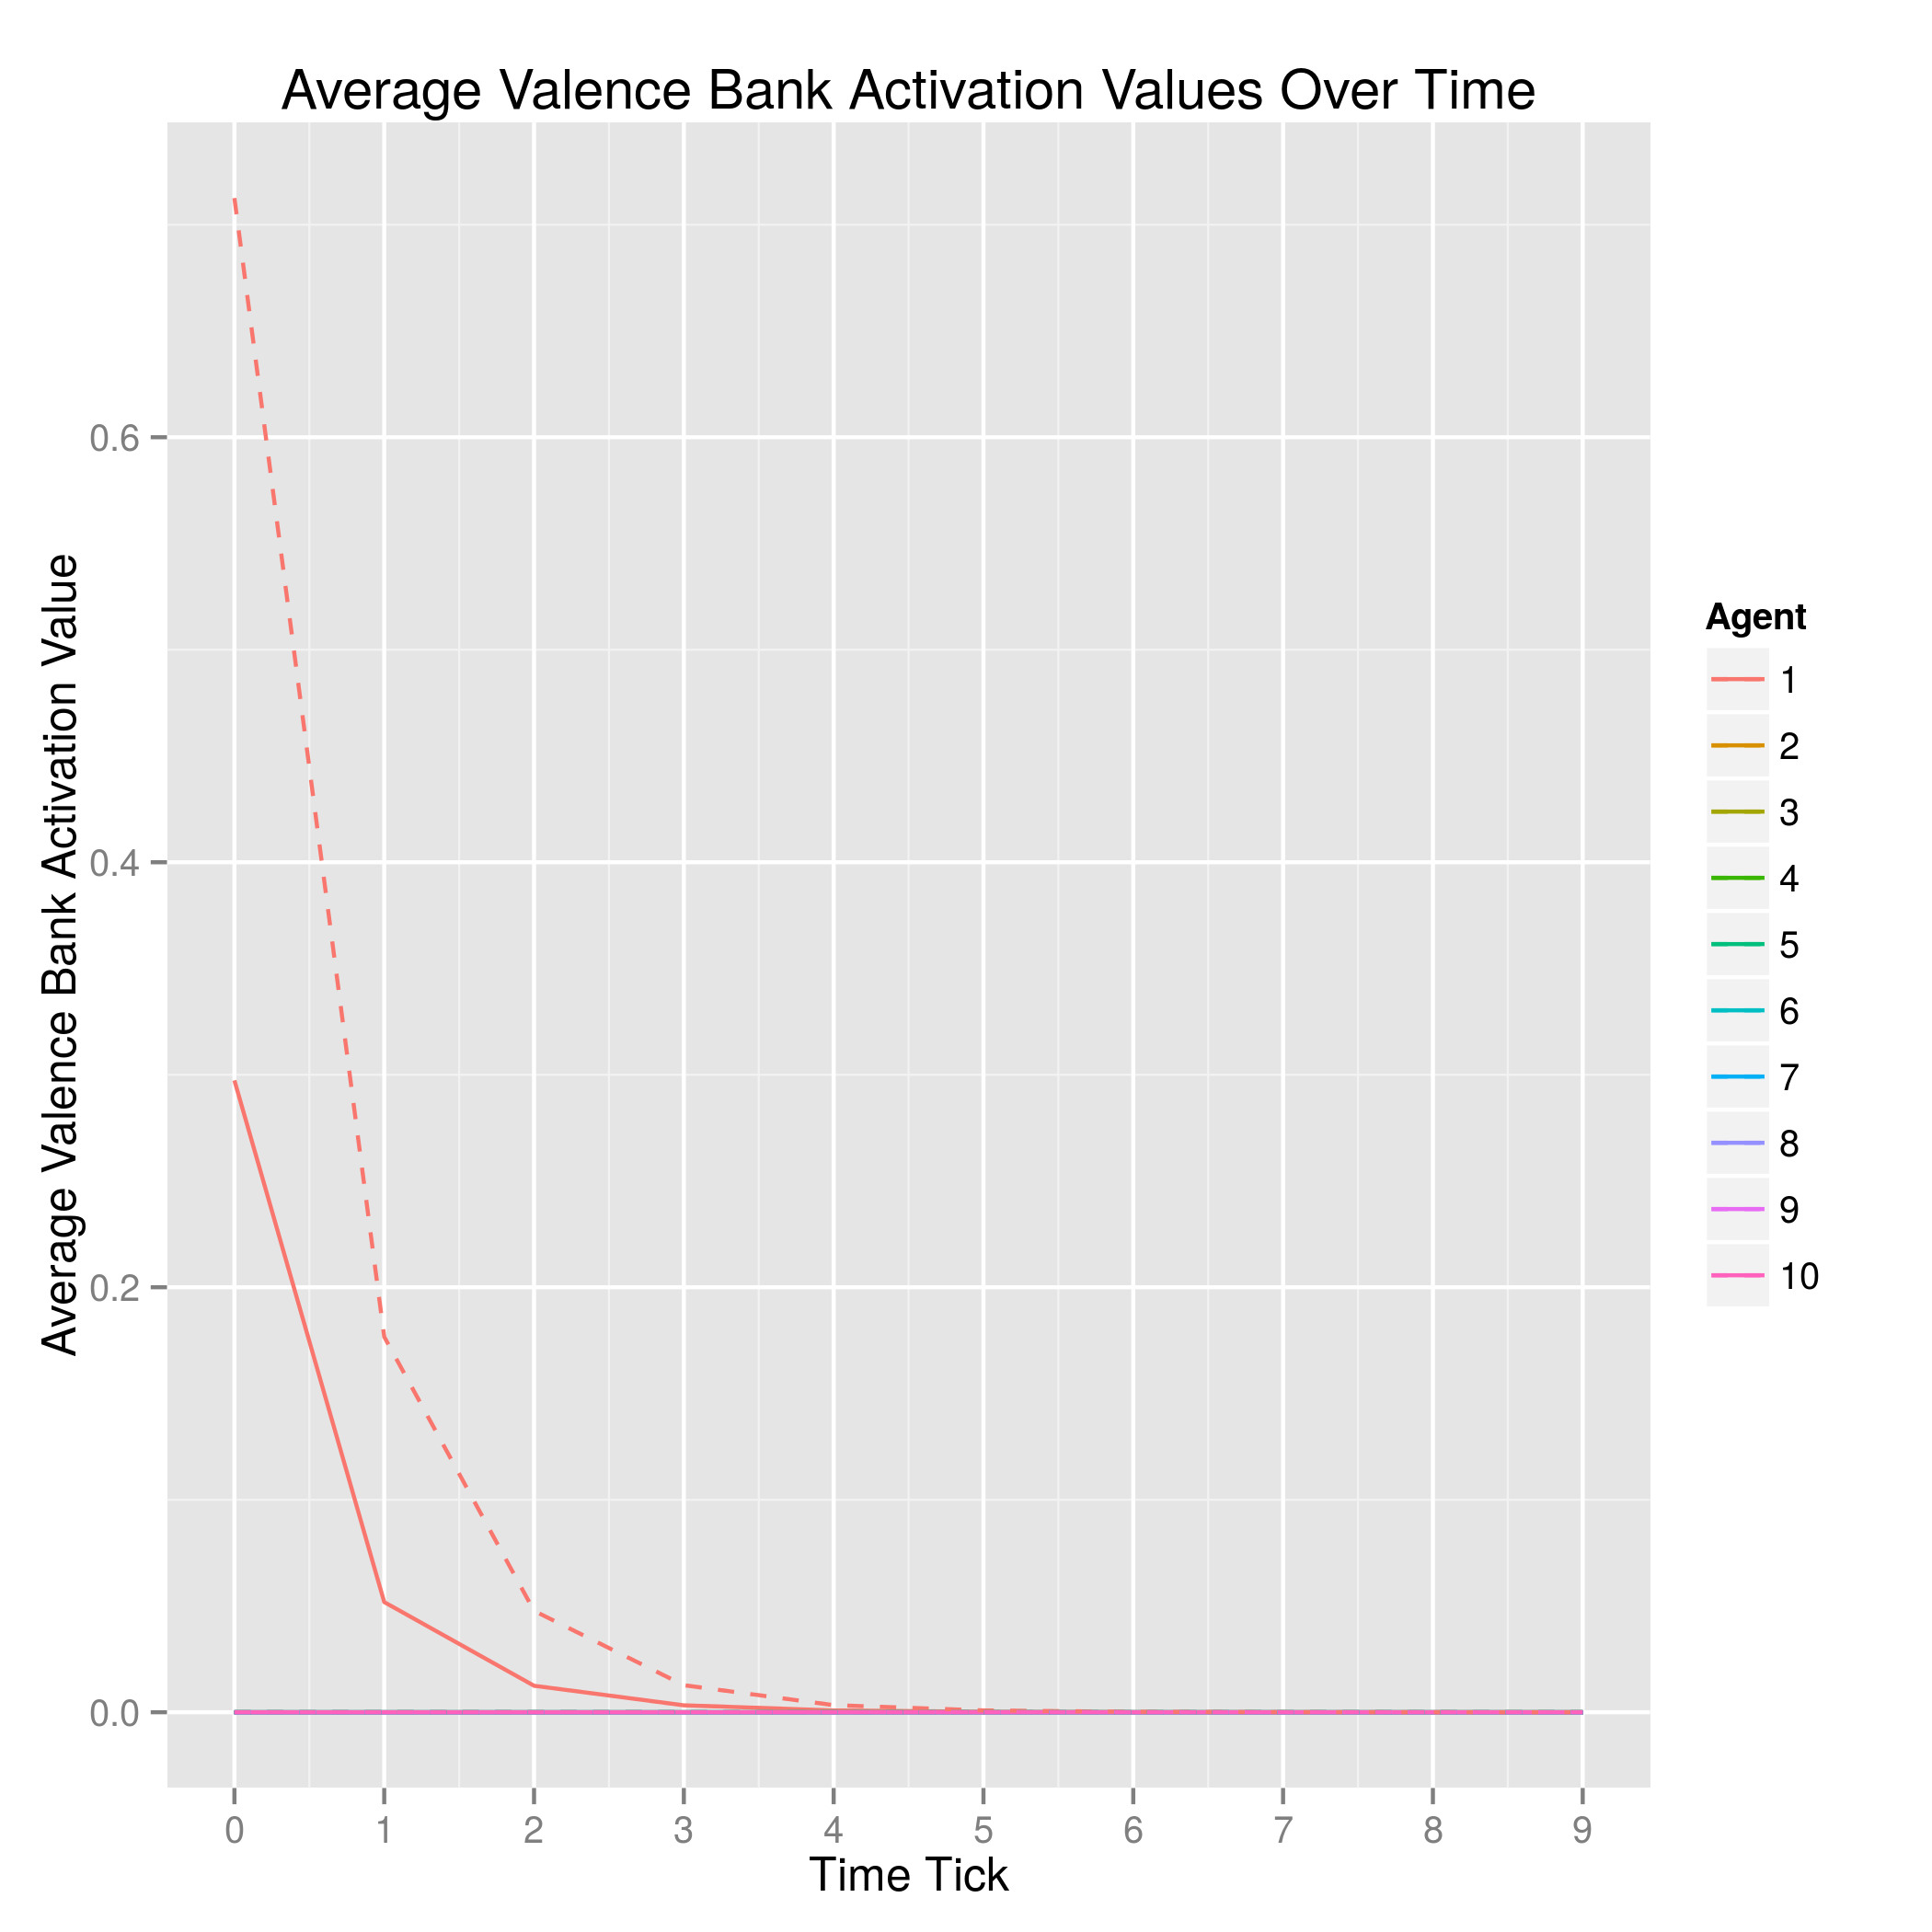 Average Valence Bank Activation Values Over Time
Average Valence Bank Activation Value
0.6
0.4
0.2
0.0
0 1 2 3 4 5 6 7 8 9
Time Tick
Agent
1
2
3
4
5
6
7
8
9
10